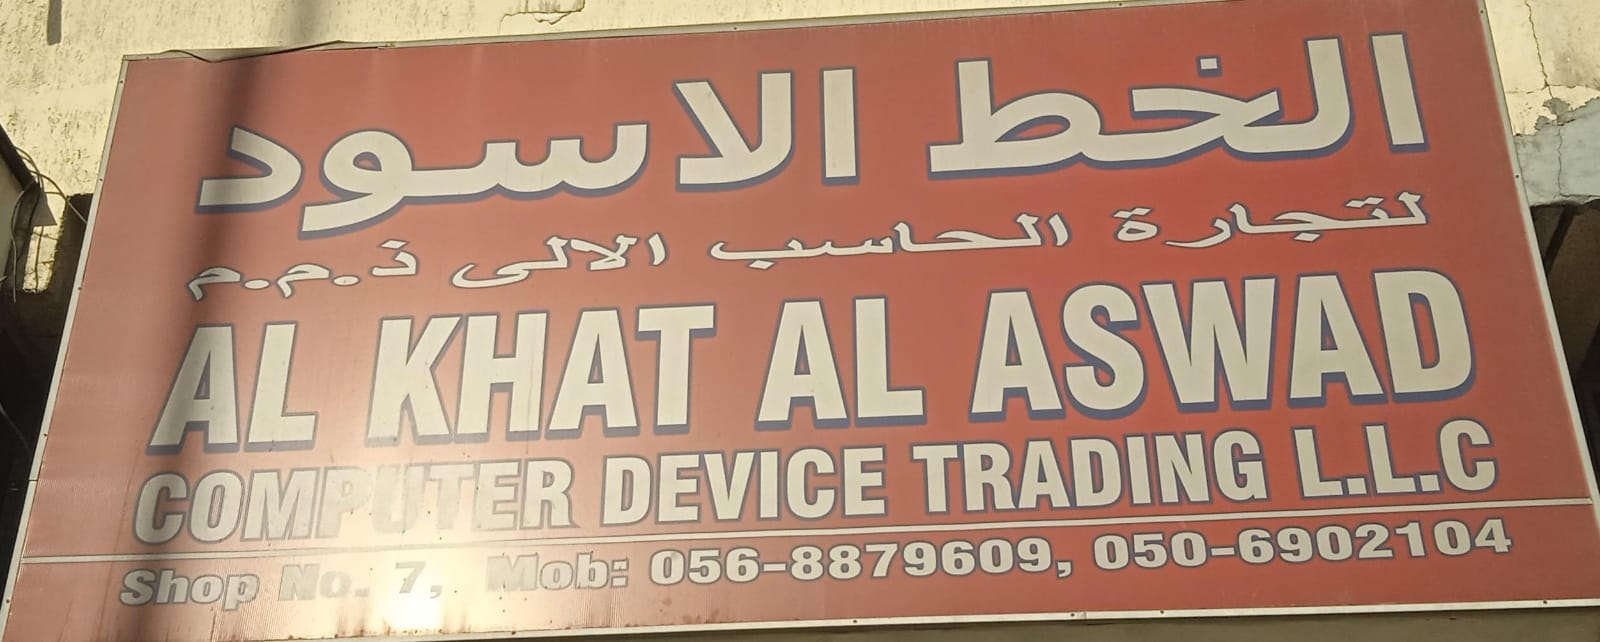 الخط الاسود
لتجارة الحاسب الالى ذ.م.م
AL KHAT AL ASWAD
COMPUTER DEVICE TRADING L.L.C
Shop No. 7, Mob: 056-8879609, 050-6902104